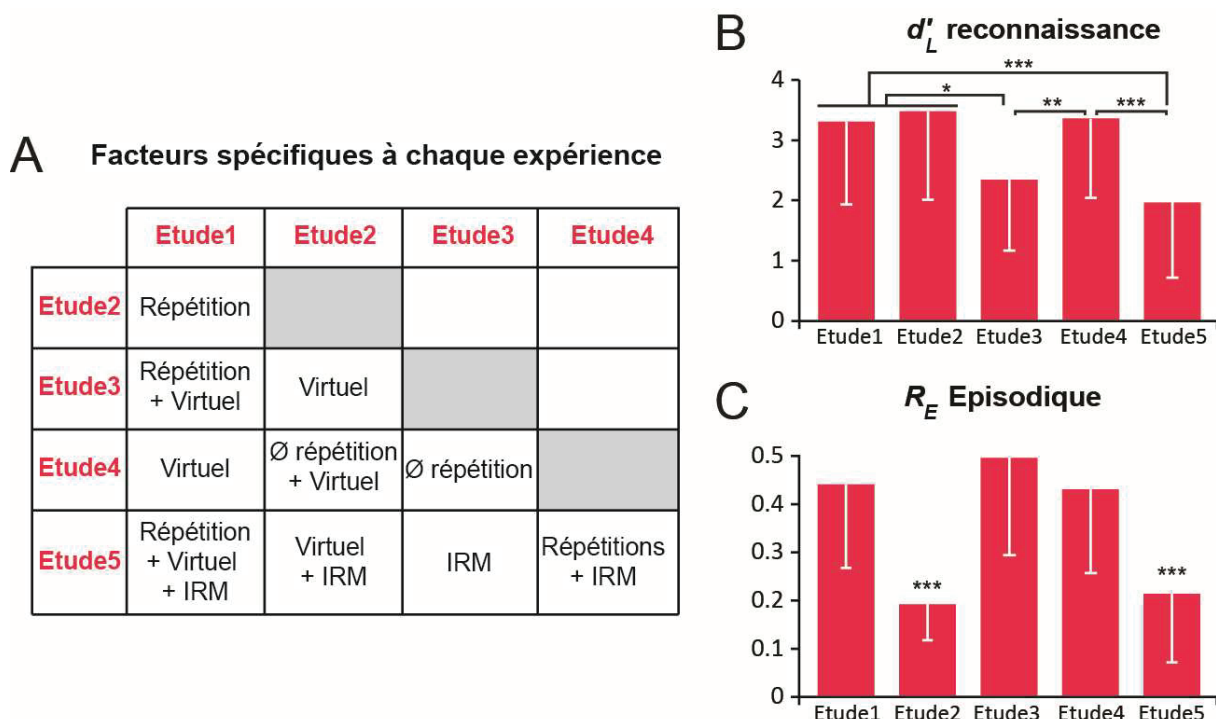 A
Facteurs spécifiques à chaque expérience
Etude1 Etude2 Etude3 Etude4
Etude2 Répétition
Etude3 Répétition + Virtuel Virtuel
Etude4 Virtuel Ø répétition + Virtuel Ø répétition
Etude5 Répétition + Virtuel + IRM Virtuel + IRM IRM Répétitions + IRM
B
d'L reconnaissance
***
*
**
***
4
3
2
1
0
Etude1 Etude2 Etude3 Etude4 Etude5
C
RE Episodique
0.5
0.4
0.3
0.2
0.1
0
***
***
Etude1 Etude2 Etude3 Etude4 Etude5